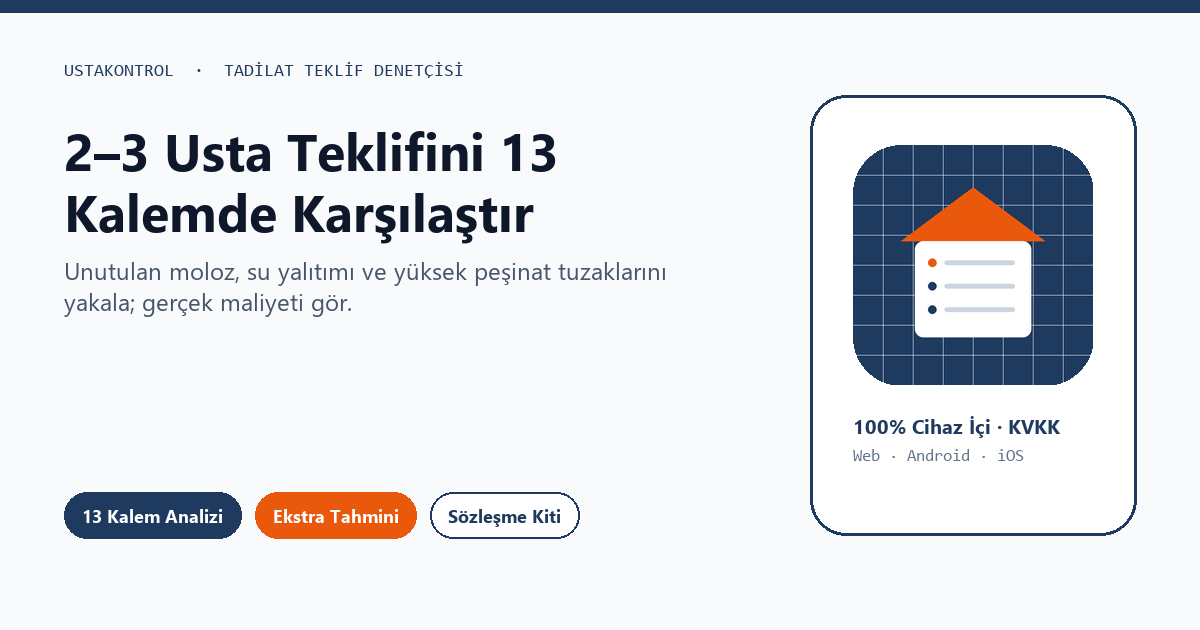 USTAKONTROL · TADİLAT TEKLİF DENETÇİSİ
2–3 Usta Teklifini 13
Kalemde Karşılaştır
Unutulan moloz, su yalıtımı ve yüksek peşinat tuzaklarını
yakala; gerçek maliyeti gör.
13 Kalem Analizi
Ekstra Tahmini
Sözleşme Kiti
100% Cihaz İçi · KVKK
Web · Android · iOS